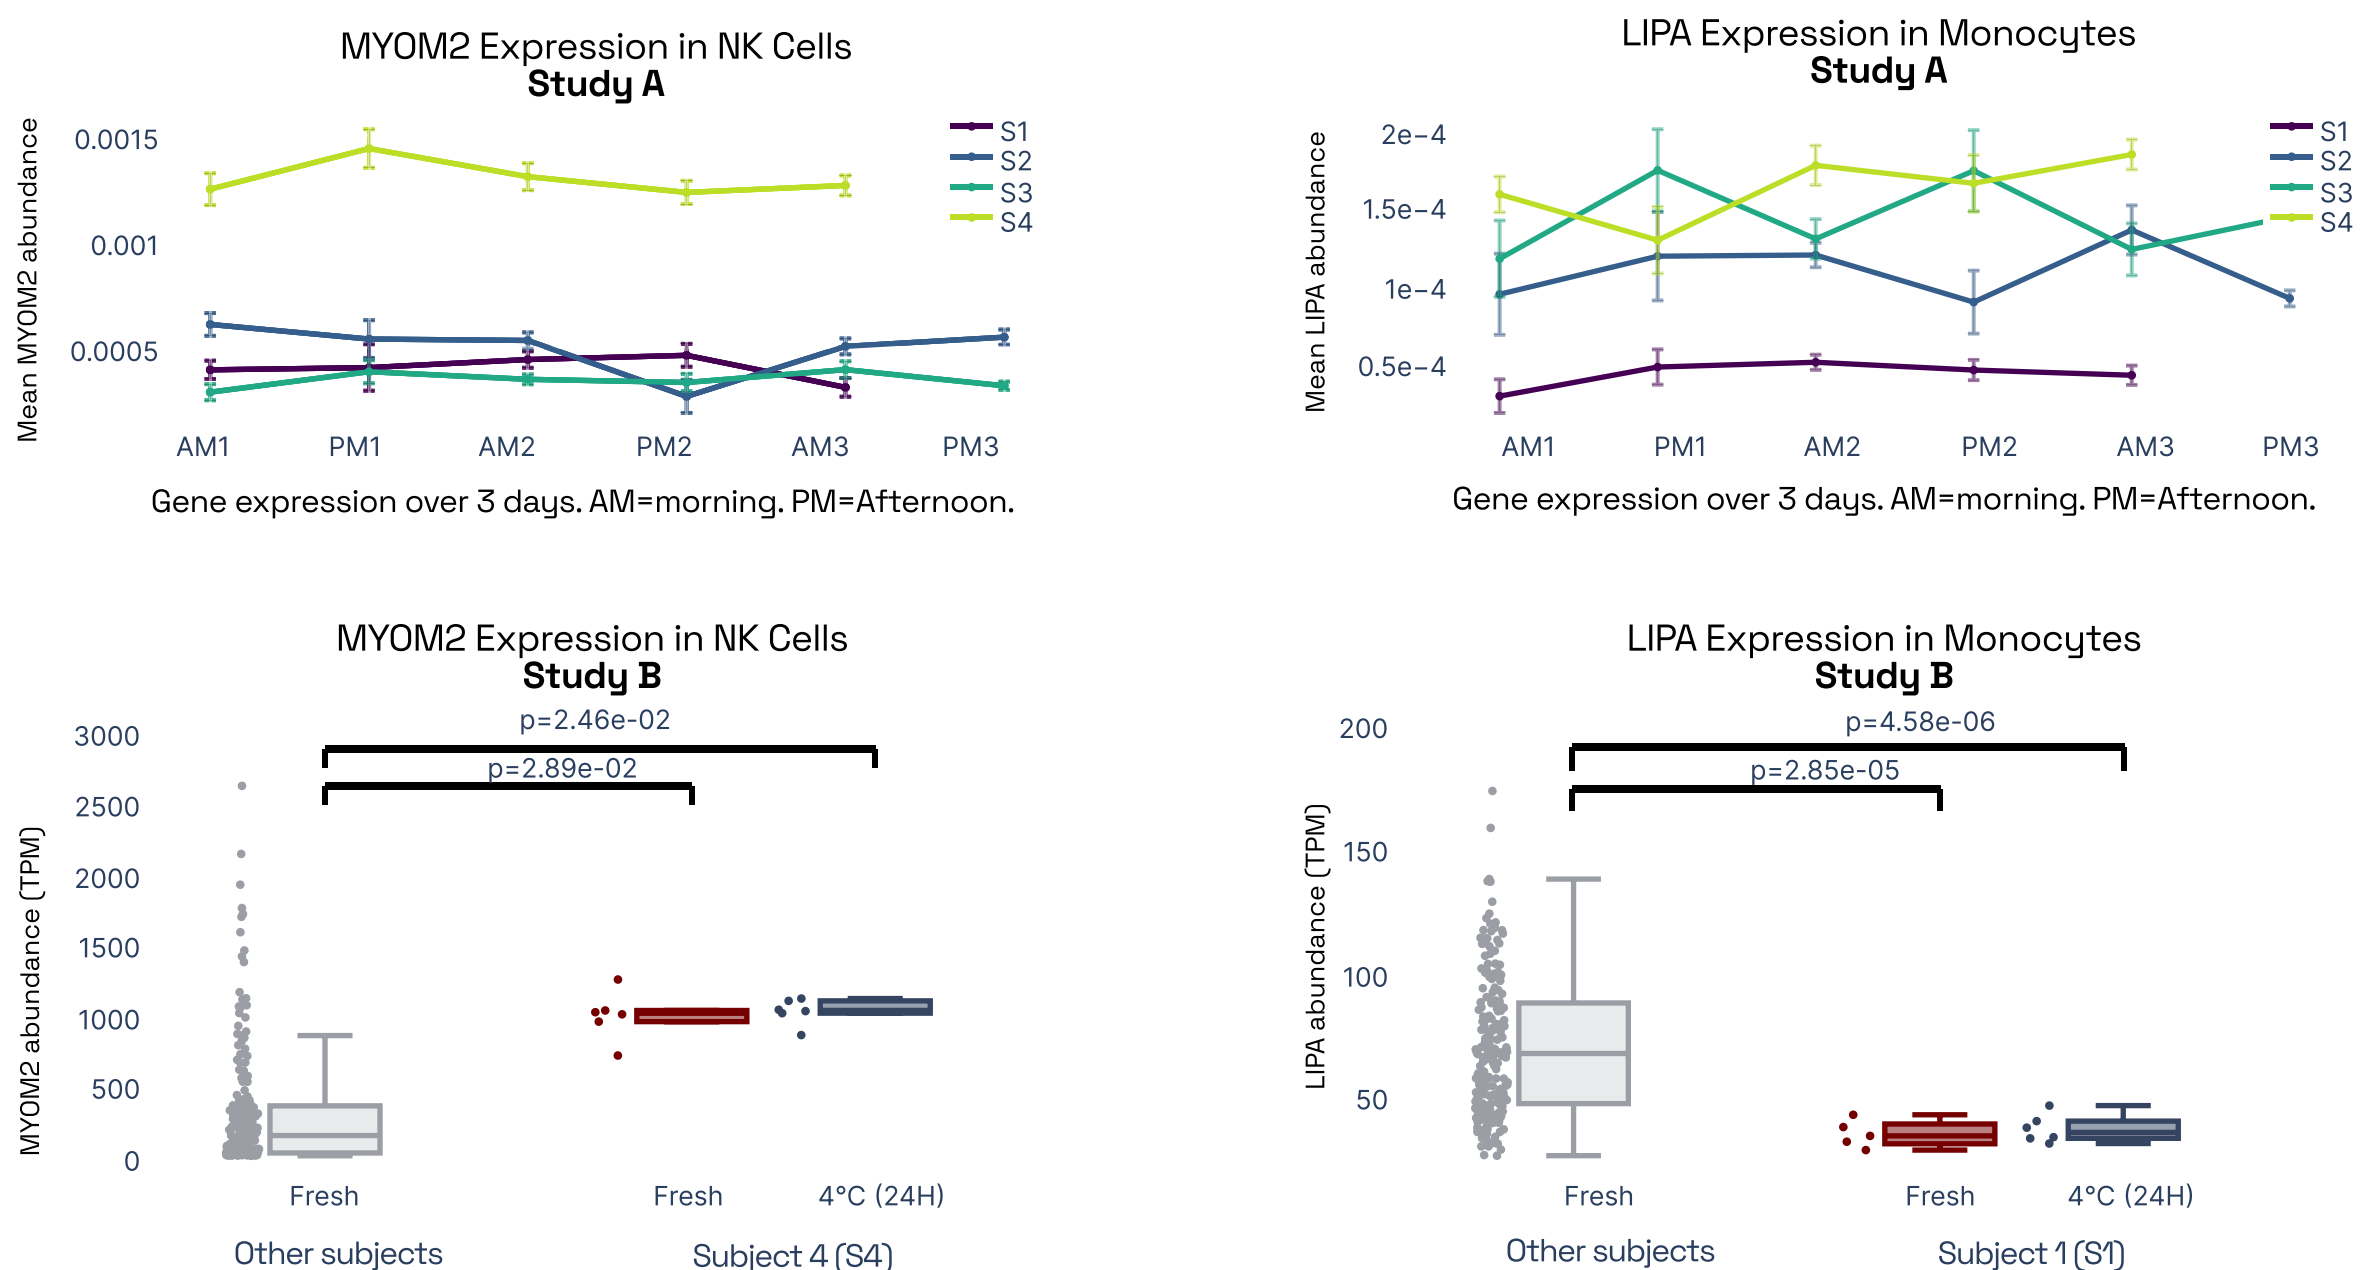 MYOM2 Expression in NK Cells
Study A
Mean MYOM2 abundance
0.0015
0.001
0.0005
S1
S2
S3
S4
AM1 PM1 AM2 PM2 AM3 PM3
Gene expression over 3 days. AM=morning. PM=Afternoon.
LIPA Expression in Monocytes
Study A
Mean LIPA abundance
2e−4
1.5e−4
1e−4
0.5e−4
S1
S2
S3
S4
AM1 PM1 AM2 PM2 AM3 PM3
Gene expression over 3 days. AM=morning. PM=Afternoon.
MYOM2 Expression in NK Cells
Study B
MYOM2 abundance (TPM)
3000
2500
2000
1500
1000
500
0
p=2.46e-02
p=2.89e-02
Fresh Fresh 4°C (24H)
Other subjects Subject 4 (S4)
LIPA Expression in Monocytes
Study B
LIPA abundance (TPM)
200
150
100
50
p=4.58e-06
p=2.85e-05
Fresh Fresh 4°C (24H)
Other subjects Subject 1 (S1)